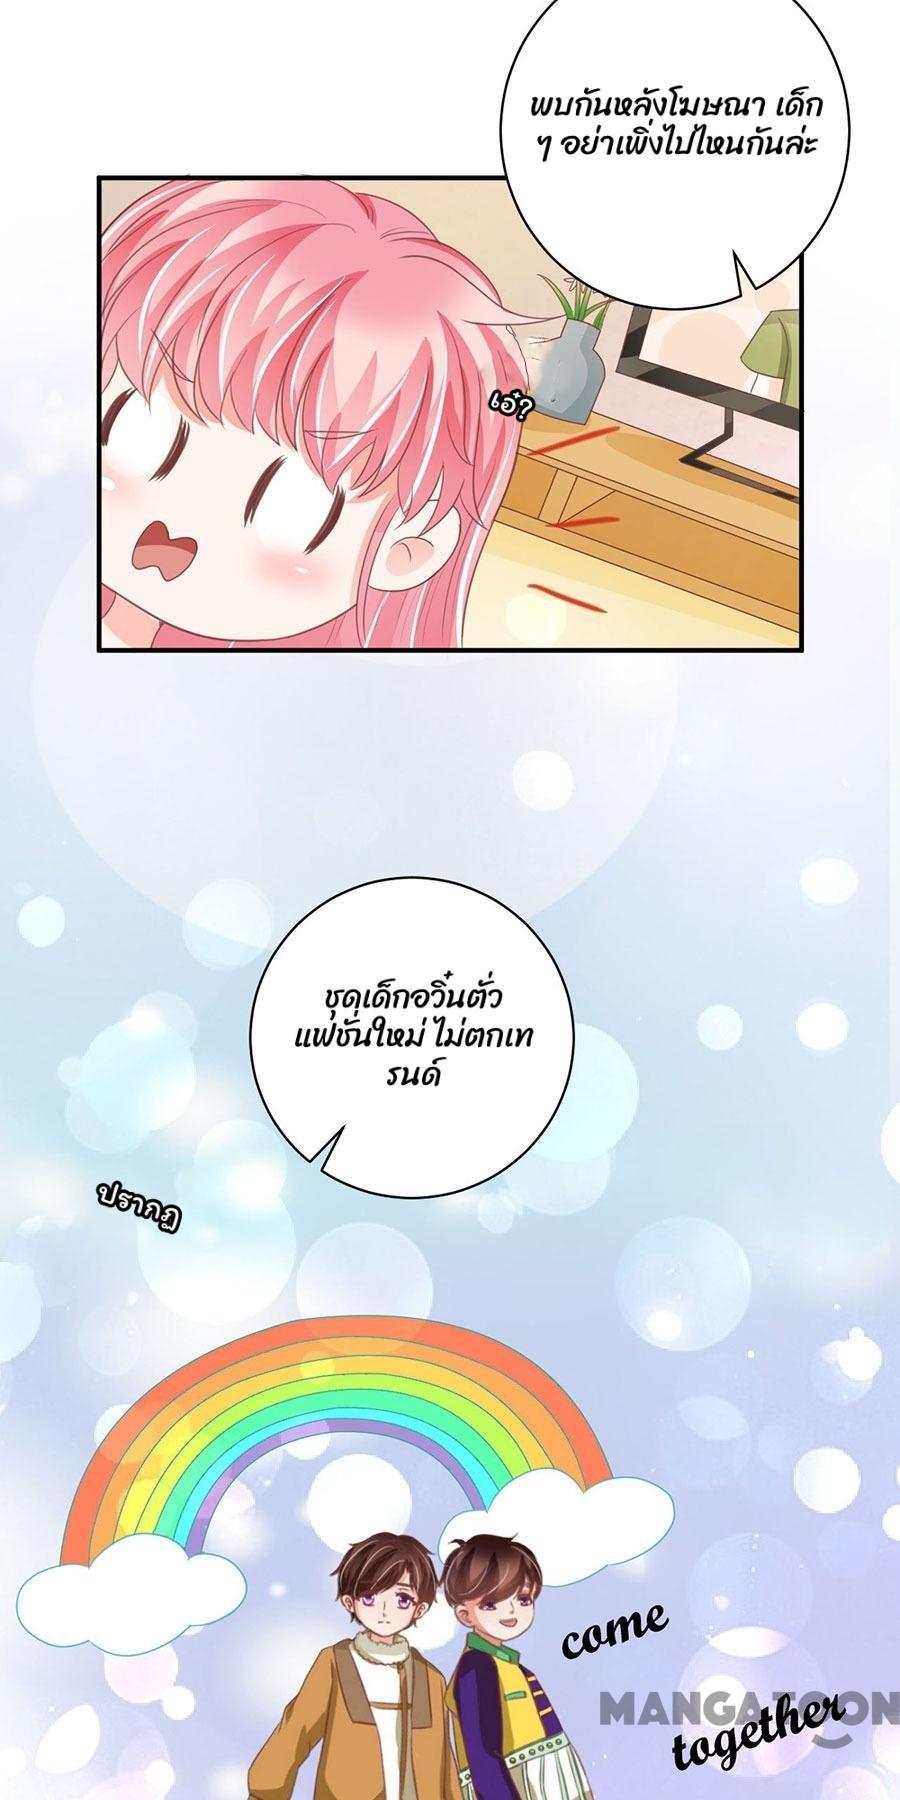 พบกันหลังโฆษณา เด็ก
ๆ อย่าเพิ่งไปไหนกันล่ะ
เอ๋?
ชุดเด็กอวิ๋นตั่ว
แฟชั่นใหม่ ไม่ตกเท
รนด์
ปรากฏ
come
together
MANGATOON